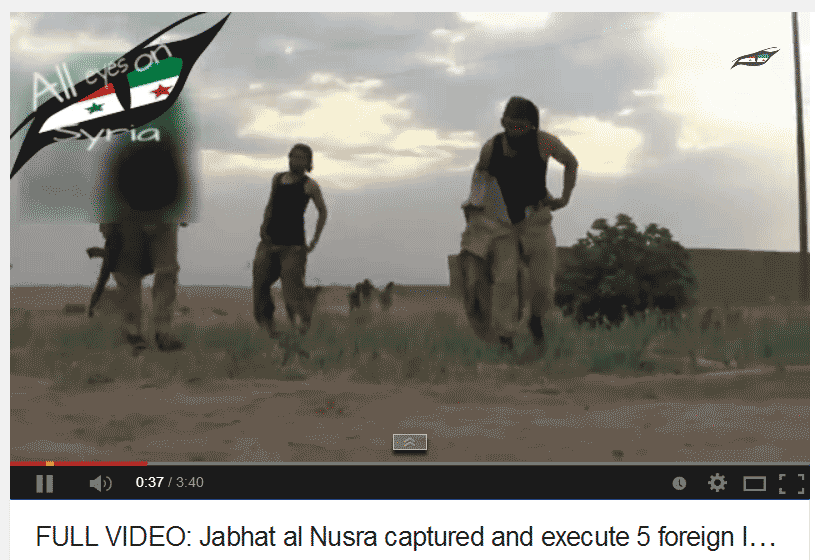 All eyes on
Syria
0:37 / 3:40
FULL VIDEO: Jabhat al Nusra captured and execute 5 foreign I...